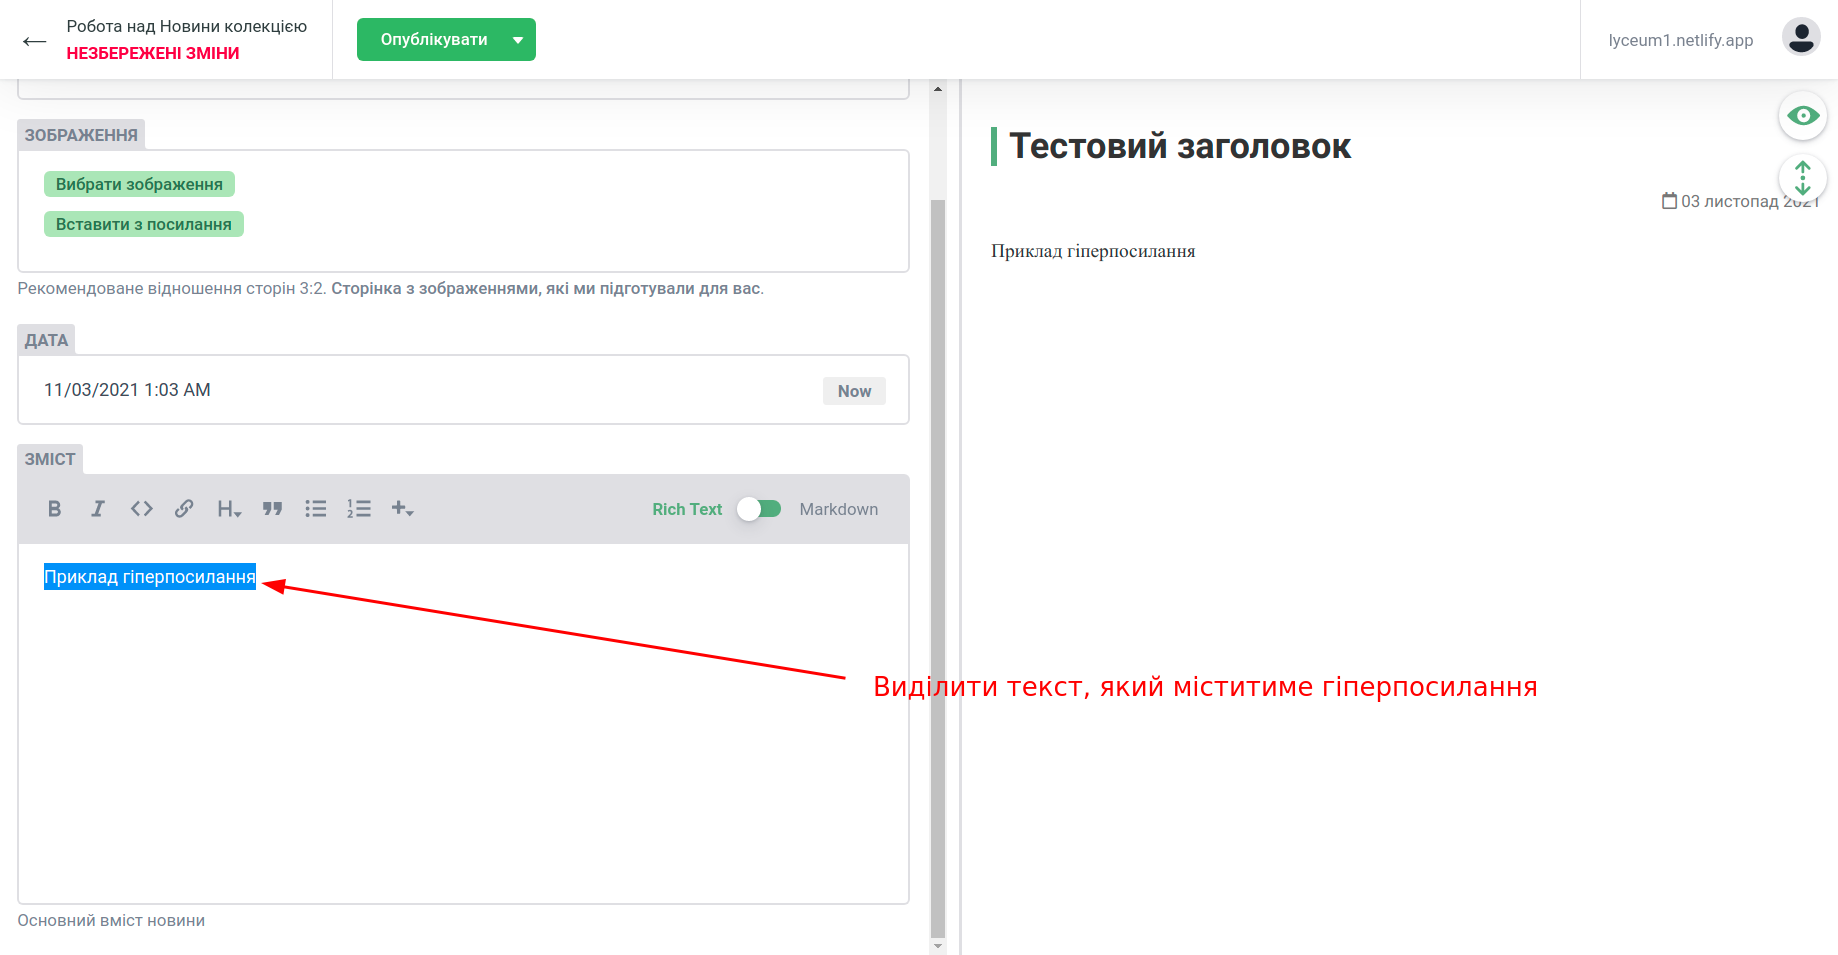 Робота над Новини колекцією
НЕЗБЕРЕЖЕНІ ЗМІНИ
Опублікувати
lyceum1.netlify.app
ЗОБРАЖЕННЯ
Вибрати зображення
Вставити з посилання
Рекомендоване відношення сторін 3:2. Сторінка з зображеннями, які ми підготували для вас.
ДАТА
11/03/2021 1:03 AM
Now
ЗМІСТ
Rich Text
Markdown
Приклад гіперпосилання
Основний вміст новини
Тестовий заголовок
03 листопад 2021
Приклад гіперпосилання
Виділити текст, який міститиме гіперпосилання